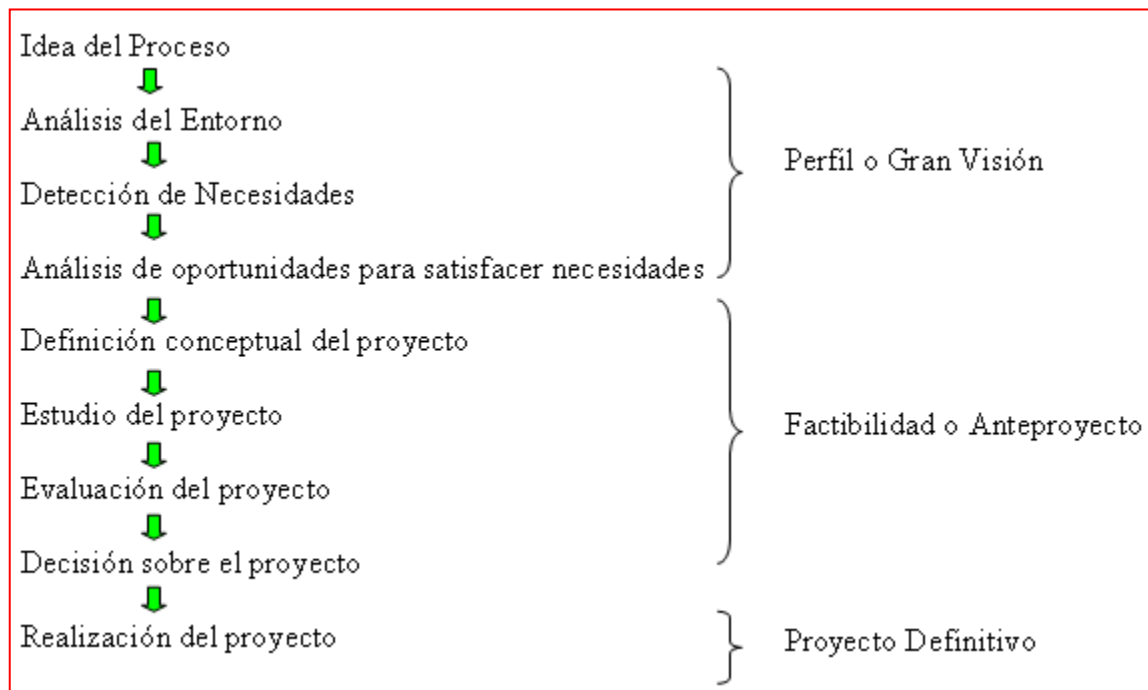 Idea del Proceso
Análisis del Entorno
Detección de Necesidades
Análisis de oportunidades para satisfacer necesidades
Perfil o Gran Visión
Definición conceptual del proyecto
Estudio del proyecto
Evaluación del proyecto
Decisión sobre el proyecto
Factibilidad o Anteproyecto
Realización del proyecto
Proyecto Definitivo